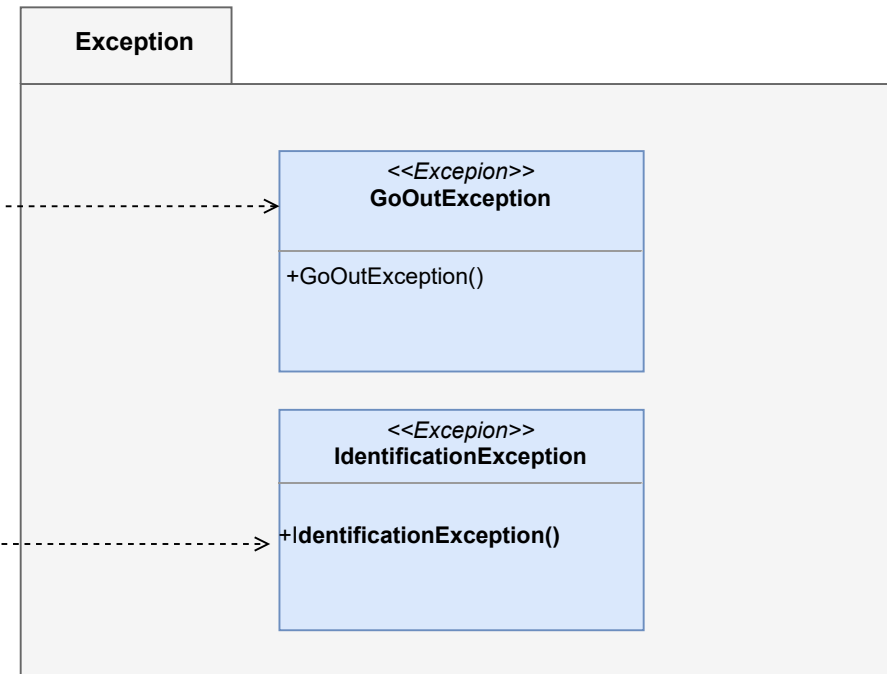 Exception
<<Excepion>>
GoOutException
+GoOutException()
<<Excepion>>
IdentificationException
+IdentificationException()